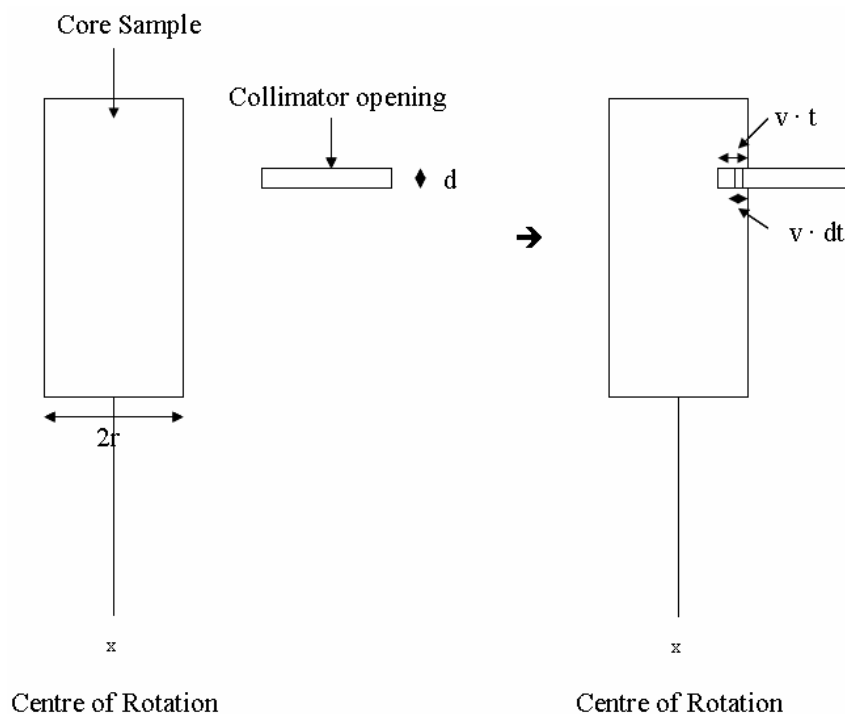 Core Sample
Collimator opening
d
2r
x
Centre of Rotation
v · t
v · dt
x
Centre of Rotation